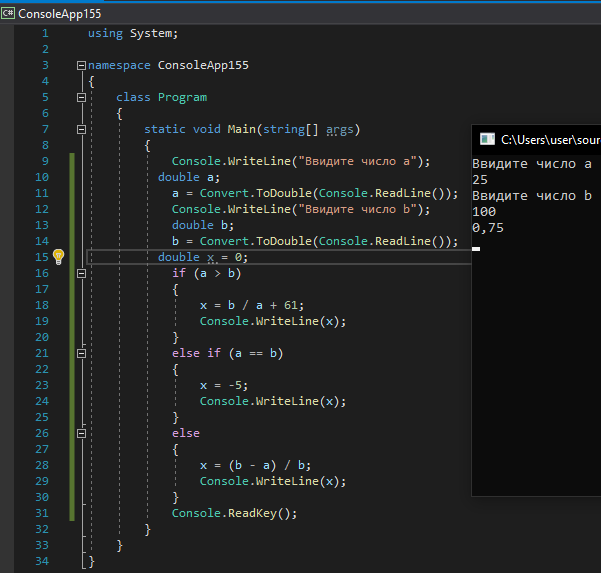 C# ConsoleApp155
1 using System;
2
3 namespace ConsoleApp155
4 {
5 class Program
6 {
7 static void Main(string[] args)
8 {
9 Console.WriteLine("Ввидите число a");
10 double a;
11 a = Convert.ToDouble(Console.ReadLine());
12 Console.WriteLine("Ввидите число b");
13 double b;
14 b = Convert.ToDouble(Console.ReadLine());
15 double x = 0;
16 if (a > b)
17 {
18 x = b / a + 61;
19 Console.WriteLine(x);
20 }
21 else if (a == b)
22 {
23 x = -5;
24 Console.WriteLine(x);
25 }
26 else
27 {
28 x = (b - a) / b;
29 Console.WriteLine(x);
30 }
31 Console.ReadKey();
32 }
33 }
34 }
C:\Users\user\sour
Ввидите число a
25
Ввидите число b
100
0,75